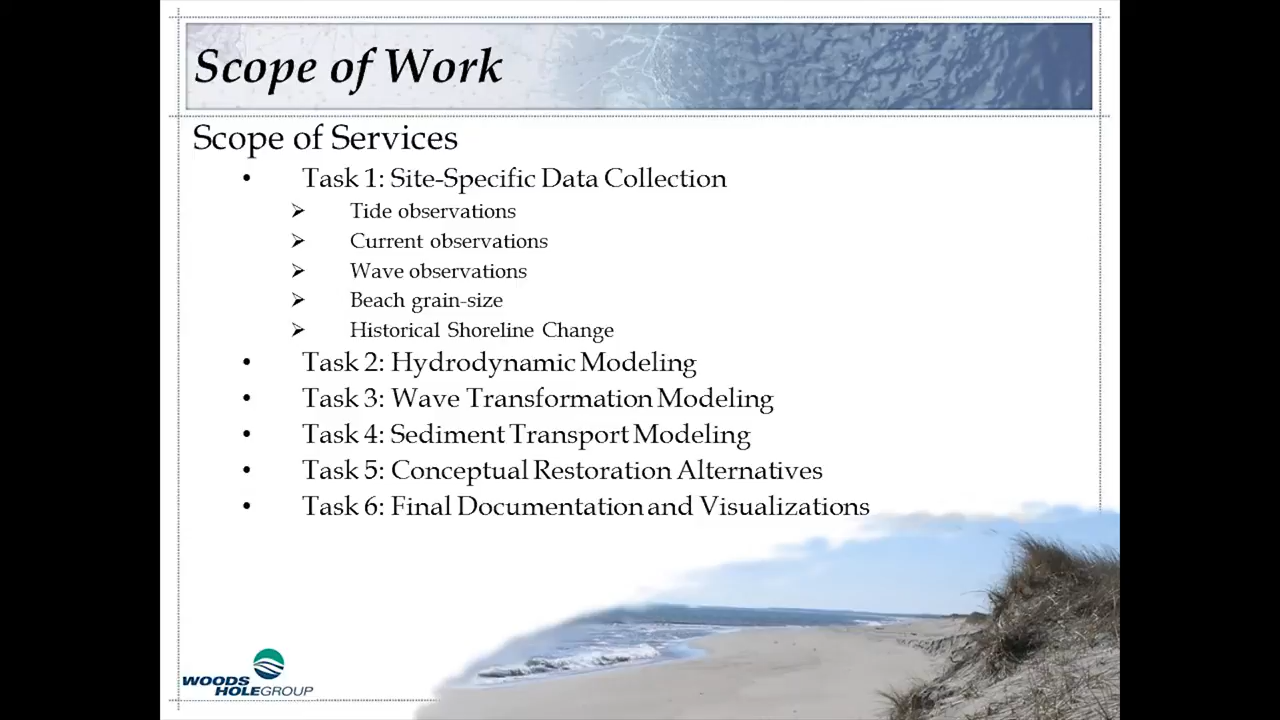 Scope of Work
Scope of Services
• Task 1: Site-Specific Data Collection
➢ Tide observations
➢ Current observations
➢ Wave observations
➢ Beach grain-size
➢ Historical Shoreline Change
• Task 2: Hydrodynamic Modeling
• Task 3: Wave Transformation Modeling
• Task 4: Sediment Transport Modeling
• Task 5: Conceptual Restoration Alternatives
• Task 6: Final Documentation and Visualizations
WOODS
HOLE GROUP